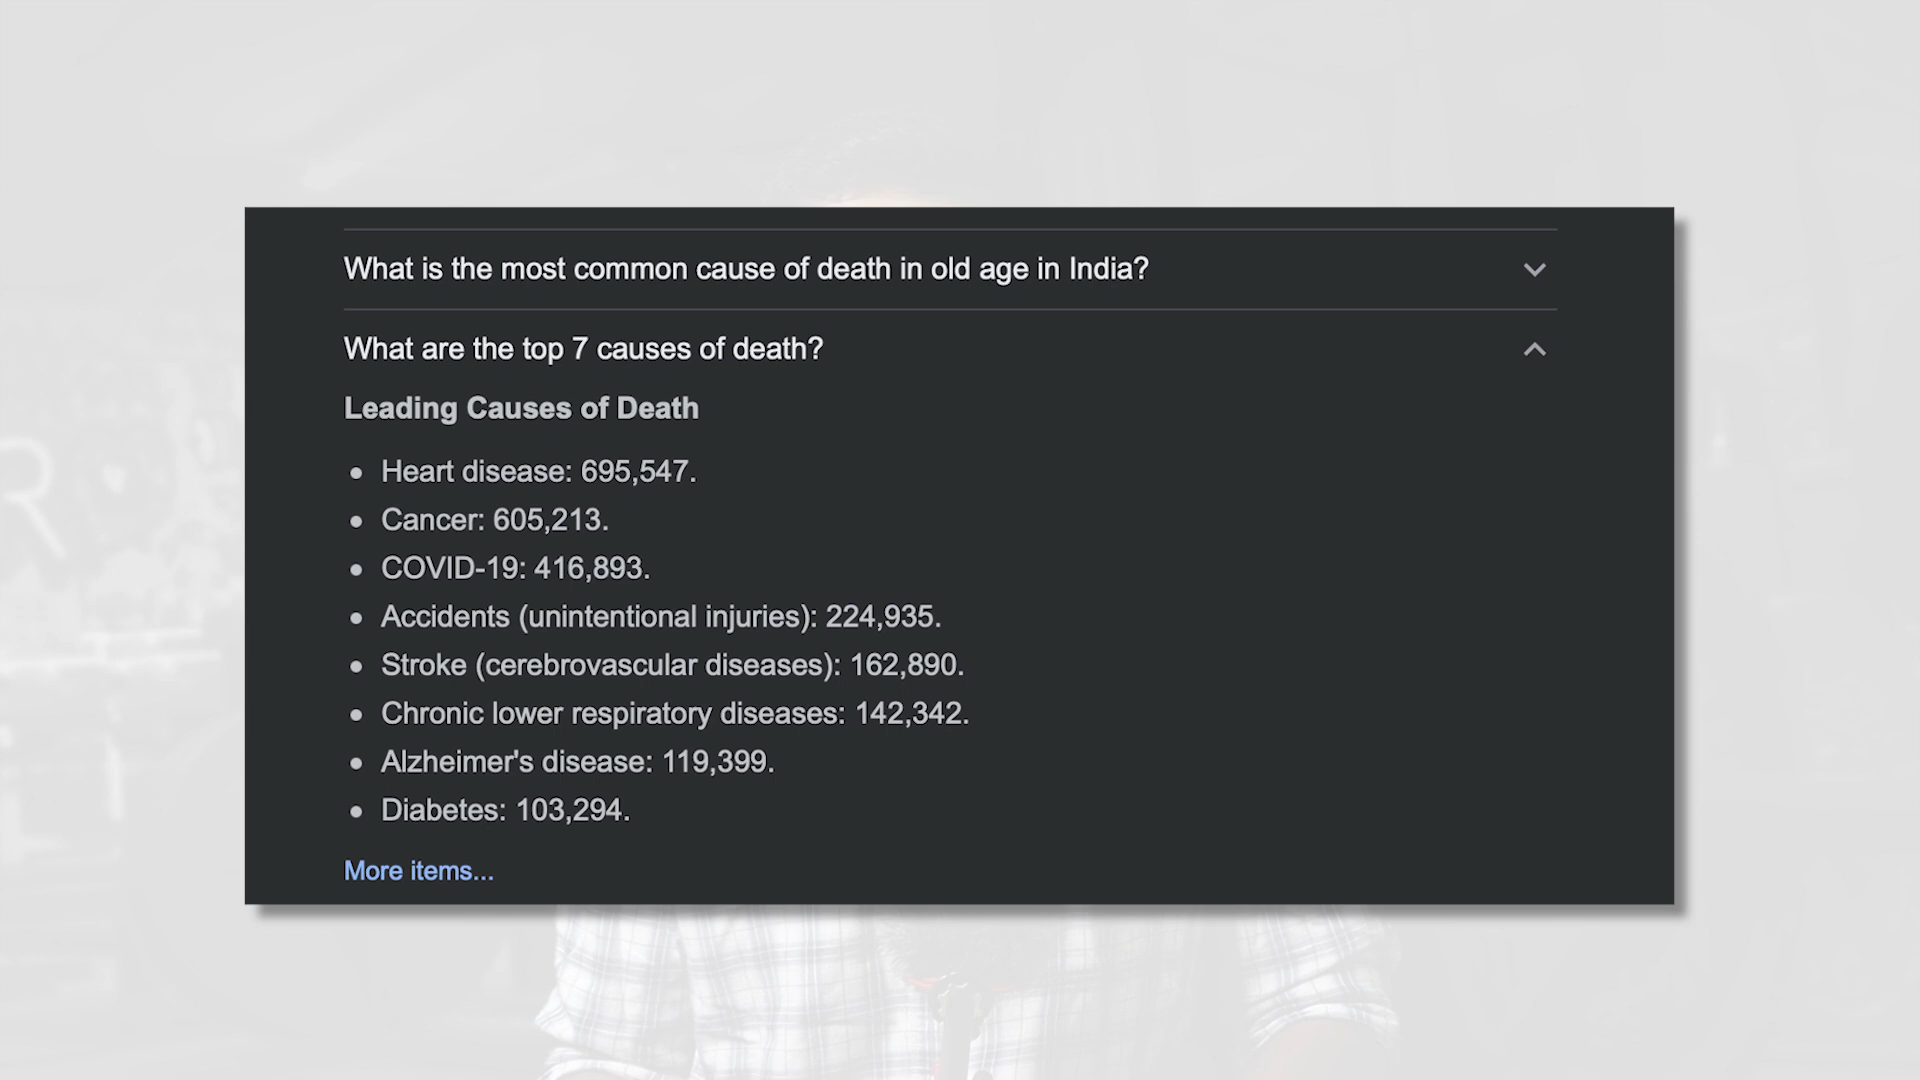 What is the most common cause of death in old age in India?
What are the top 7 causes of death?
Leading Causes of Death
• Heart disease: 695,547.
• Cancer: 605,213.
• COVID-19: 416,893.
• Accidents (unintentional injuries): 224,935.
• Stroke (cerebrovascular diseases): 162,890.
• Chronic lower respiratory diseases: 142,342.
• Alzheimer's disease: 119,399.
• Diabetes: 103,294.
More items...